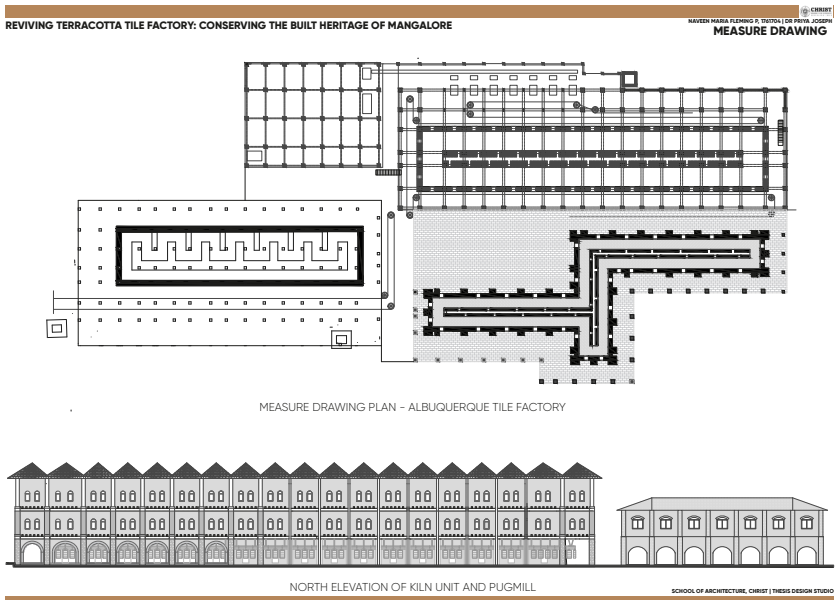 CHRIST
REVIVING TERRACOTTA TILE FACTORY: CONSERVING THE BUILT HERITAGE OF MANGALORE
NAVEEN MARIA FLEMING P, 1761704 | DR PRIYA JOSEPH
MEASURE DRAWING
MEASURE DRAWING PLAN - ALBUQUERQUE TILE FACTORY
NORTH ELEVATION OF KILN UNIT AND PUGMILL
SCHOOL OF ARCHITECTURE, CHRIST | THESIS DESIGN STUDIO